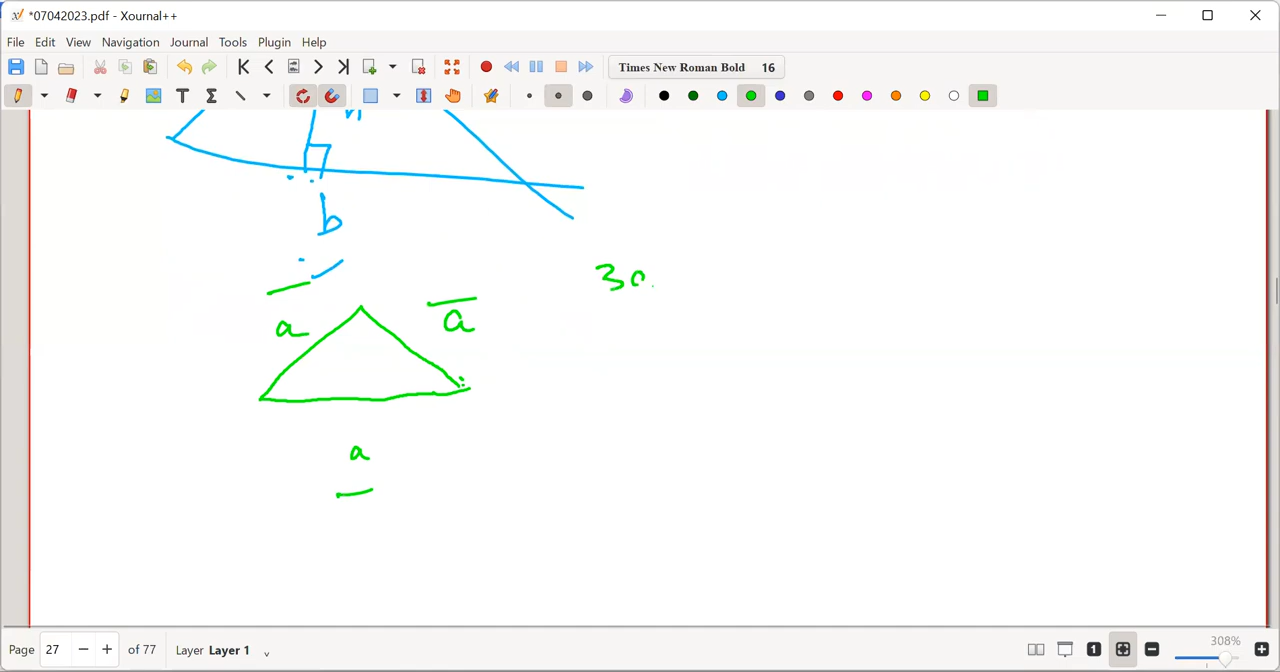 *07042023.pdf - Xournal++
File Edit View Navigation Journal Tools Plugin Help
Times New Roman Bold 16
h
b
3a
a
a
a
Page 27 of 77 Layer Layer 1
308%